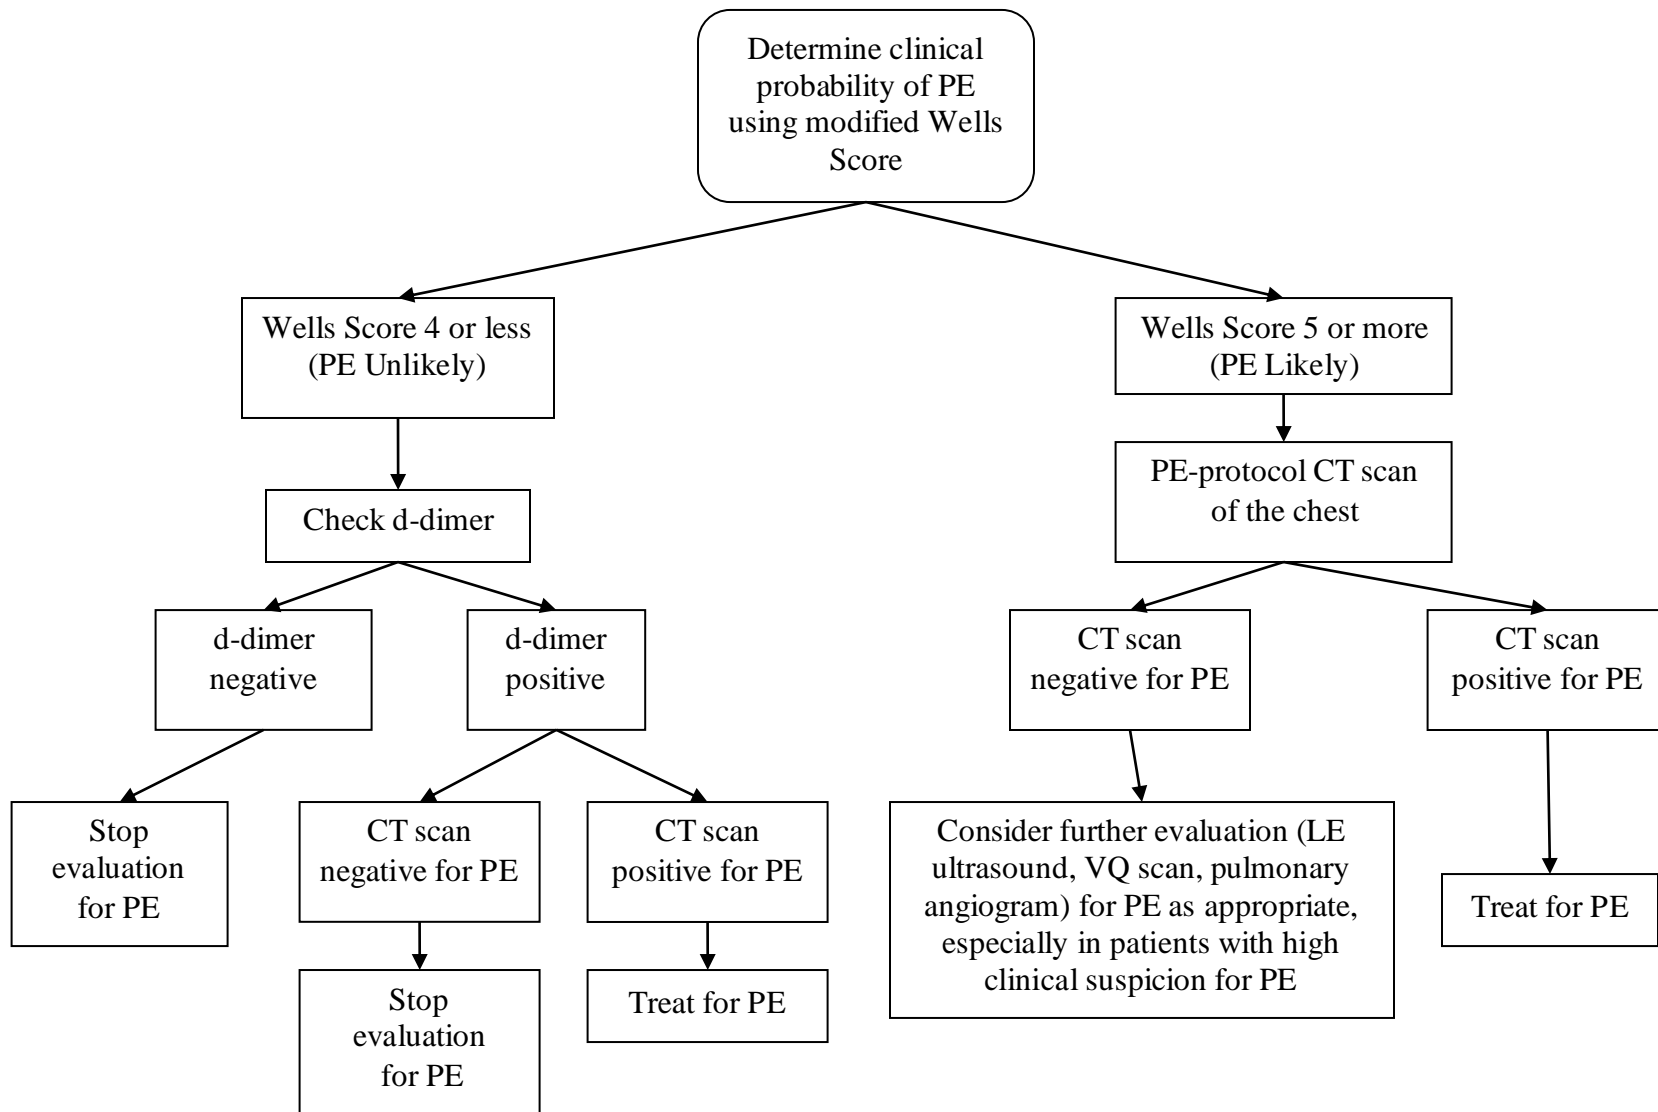 Determine clinical
probability of PE
using modified Wells
Score
Wells Score 4 or less
(PE Unlikely)
Wells Score 5 or more
(PE Likely)
Check d-dimer
PE-protocol CT scan
of the chest
d-dimer
negative
d-dimer
positive
CT scan
negative for PE
CT scan
positive for PE
Stop
evaluation
for PE
CT scan
negative for PE
CT scan
positive for PE
Consider further evaluation (LE
ultrasound, VQ scan, pulmonary
angiogram) for PE as appropriate,
especially in patients with high
clinical suspicion for PE
Treat for PE
Stop
evaluation
for PE
Treat for PE